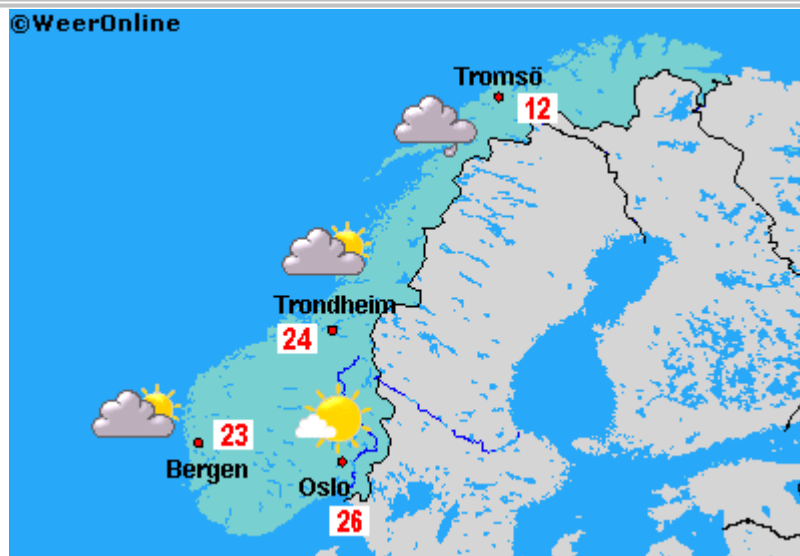 ©WeerOnline
Tromsö
12
Trondheim
24
23
Bergen
Oslo
26